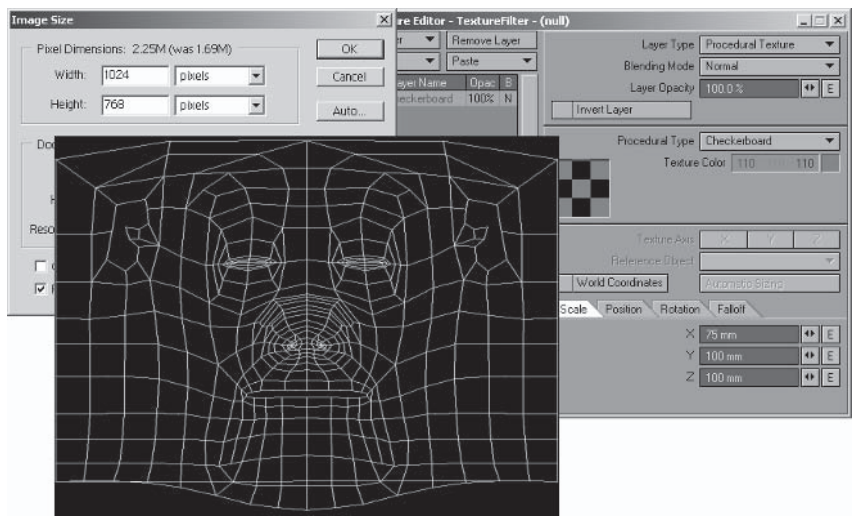 Image Size
Pixel Dimensions: 2.25M (was 1.69M)
Width: 1024 pixels
Height: 768 pixels
OK
Cancel
Auto...
Reso
re Editor - TextureFilter - (null)
Remove Layer
Paste
ayer Name Opac B
eckerboard 100% N
Layer Type Procedural Texture
Blending Mode Normal
Layer Opacity 100.0 % E
Invert Layer
Procedural Type Checkerboard
Texture Color 110 110
Texture Axis X Y Z
Reference Object
World Coordinates Automatic Sizing
Scale Position Rotation Falloff
X 75 mm E
Y 100 mm E
Z 100 mm E